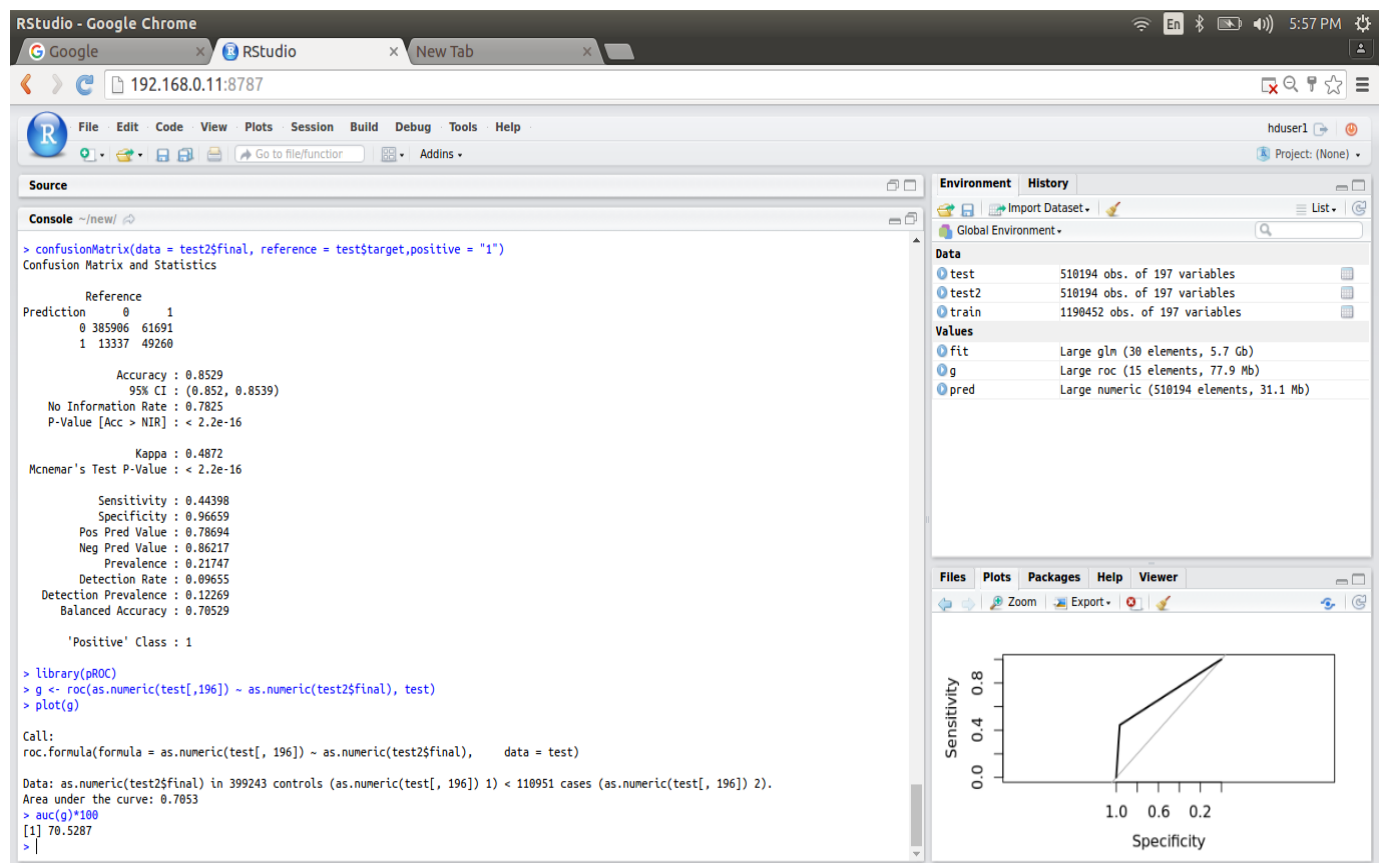 RStudio - Google Chrome
En 5:57 PM
Google RStudio New Tab
192.168.0.11:8787
R File Edit Code View Plots Session Build Debug Tools Help
hduser1
Go to file/functior Addins
Project: (None)
Source
Console ~/new/
> confusionMatrix(data = test2$final, reference = test$target,positive = "1")
Confusion Matrix and Statistics
Reference
Prediction 0 1
0 385906 61691
1 13337 49260
Accuracy : 0.8529
95% CI : (0.852, 0.8539)
No Information Rate : 0.7825
P-Value [Acc > NIR] : < 2.2e-16
Kappa : 0.4872
Mcnemar's Test P-Value : < 2.2e-16
Sensitivity : 0.44398
Specificity : 0.96659
Pos Pred Value : 0.78694
Neg Pred Value : 0.86217
Prevalence : 0.21747
Detection Rate : 0.09655
Detection Prevalence : 0.12269
Balanced Accuracy : 0.70529
'Positive' Class : 1
> library(pROC)
> g <- roc(as.numeric(test[,196]) ~ as.numeric(test2$final), test)
> plot(g)
Call:
roc.formula(formula = as.numeric(test[, 196]) ~ as.numeric(test2$final), data = test)
Data: as.numeric(test2$final) in 399243 controls (as.numeric(test[, 196]) 1) < 110951 cases (as.numeric(test[, 196]) 2).
Area under the curve: 0.7053
> auc(g)*100
[1] 70.5287
>
Environment History
Import Dataset List
Global Environment
Data
test 510194 obs. of 197 variables
test2 510194 obs. of 197 variables
train 1190452 obs. of 197 variables
Values
fit Large glm (30 elements, 5.7 Gb)
g Large roc (15 elements, 77.9 Mb)
pred Large numeric (510194 elements, 31.1 Mb)
Files Plots Packages Help Viewer
Zoom Export
Sensitivity
0.8
0.4
0.0
1.0 0.6 0.2
Specificity